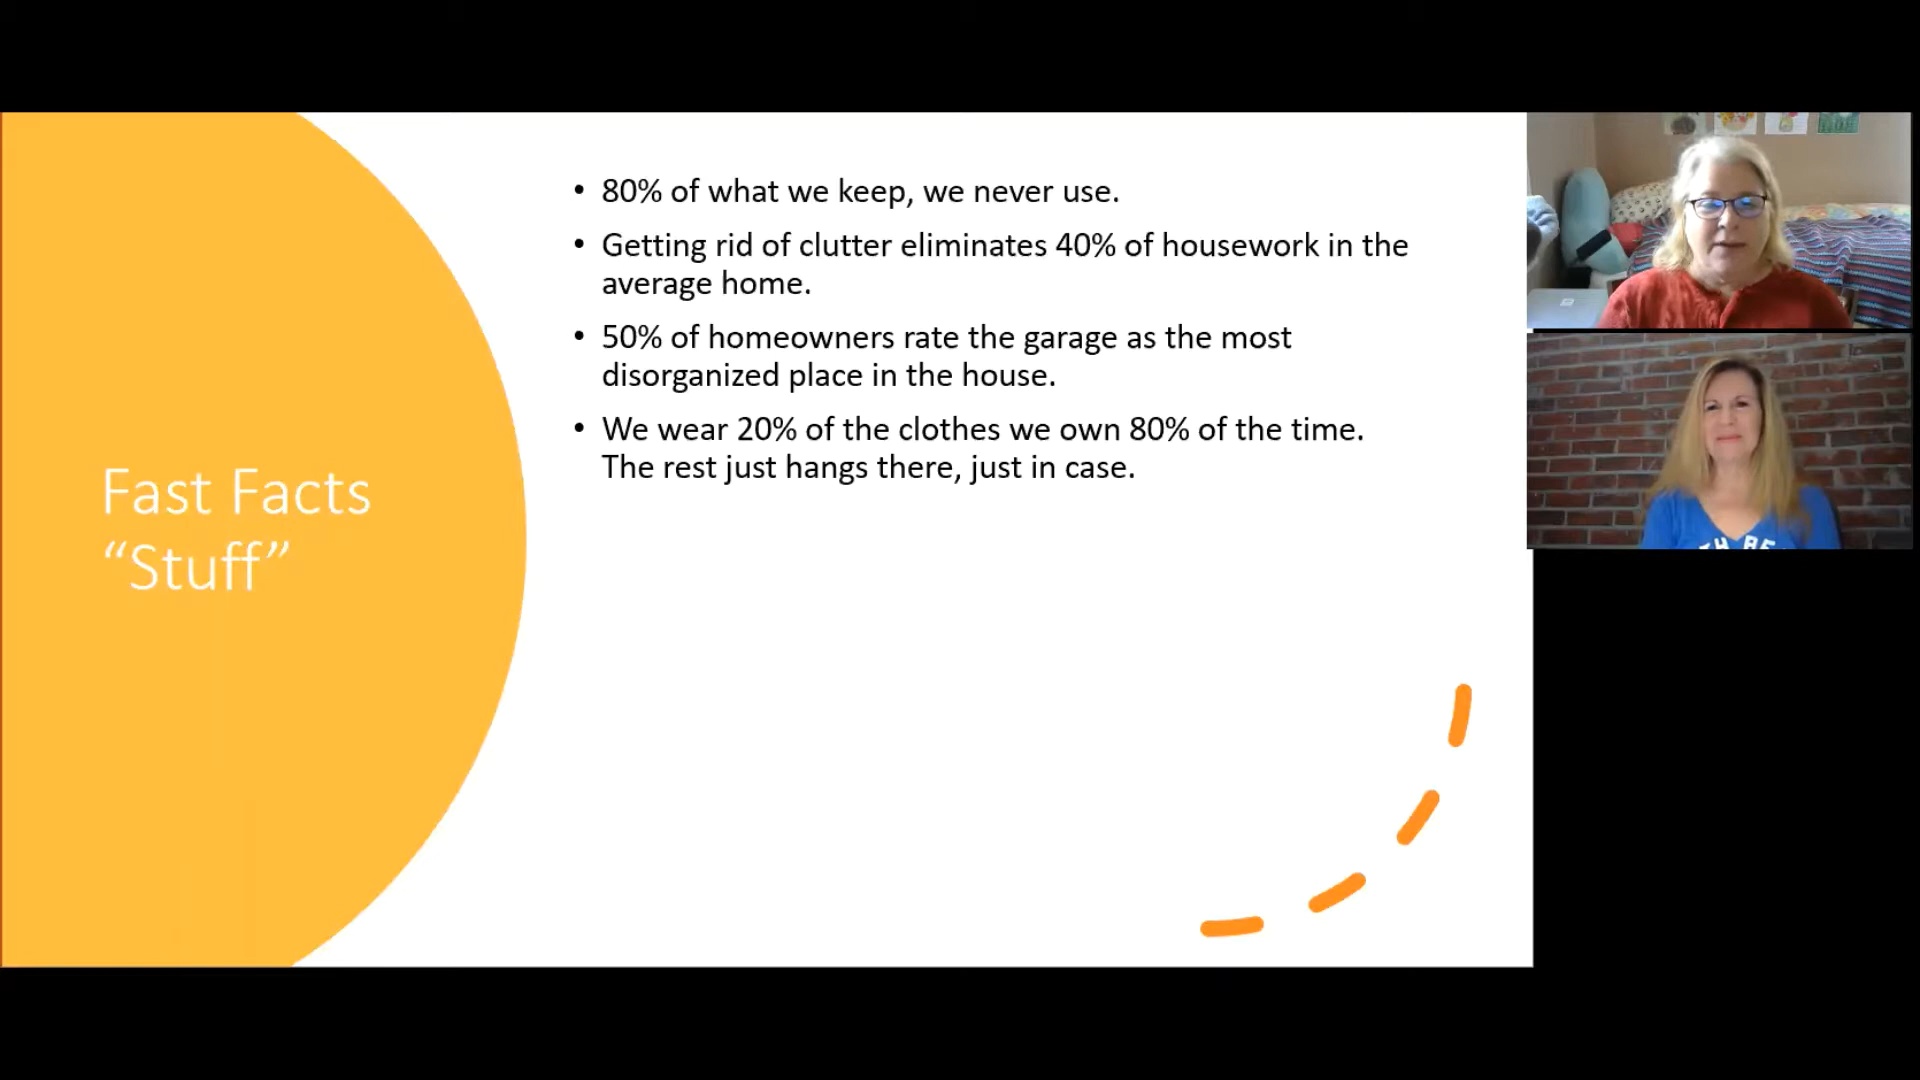 Fast Facts
“Stuff”
• 80% of what we keep, we never use.
• Getting rid of clutter eliminates 40% of housework in the
average home.
• 50% of homeowners rate the garage as the most
disorganized place in the house.
• We wear 20% of the clothes we own 80% of the time.
The rest just hangs there, just in case.